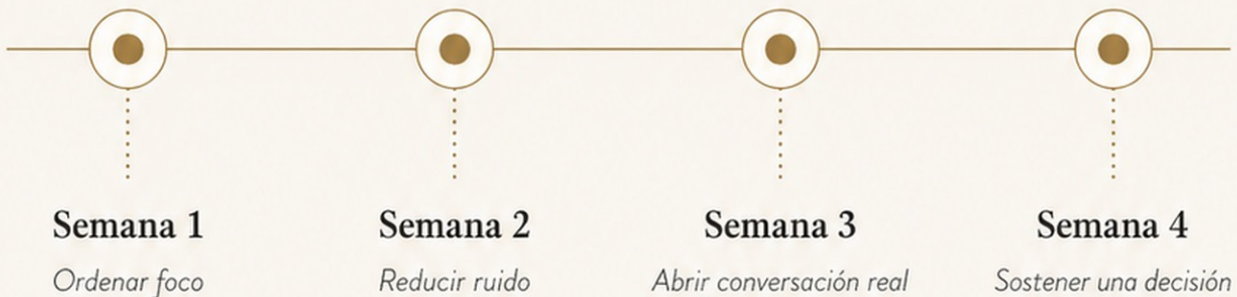 Semana 1
Ordenar foco
Semana 2
Reducir ruido
Semana 3
Abrir conversación real
Semana 4
Sostener una decisión